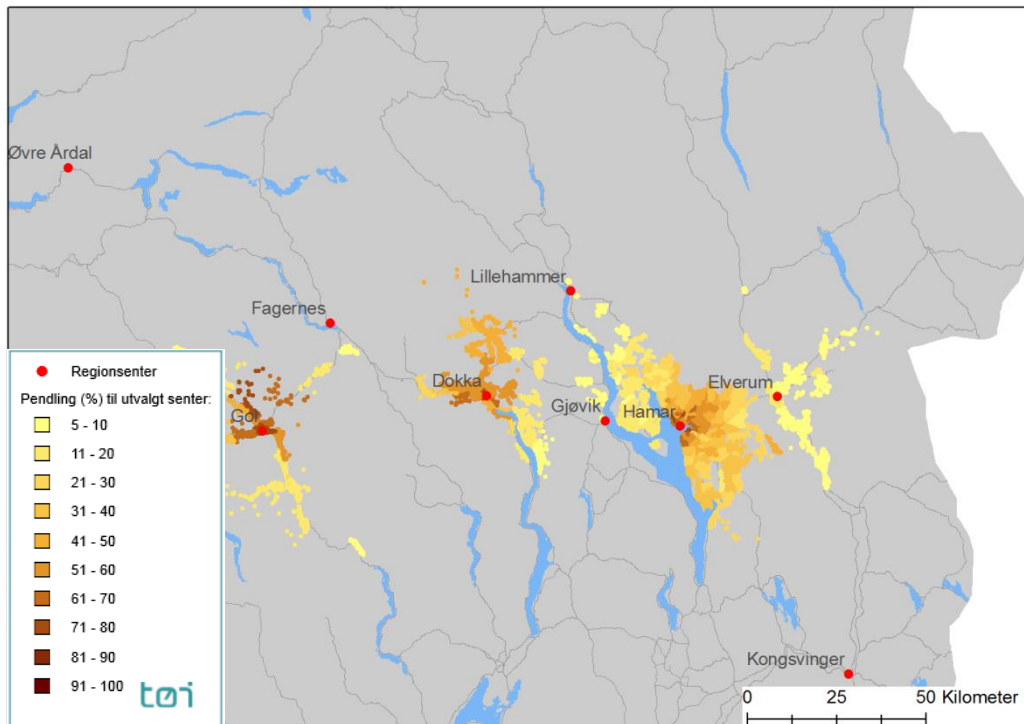 Øvre Årdal
Lillehammer
Fagernes
Dokka
Elverum
Gjøvik
Hamar
Gol
Regionsenter
Pendling (%) til utvalgt senter:
5 - 10
11 - 20
21 - 30
31 - 40
41 - 50
51 - 60
61 - 70
71 - 80
81 - 90
91 - 100
tøi
Kongsvinger
0 25 50 Kilometer